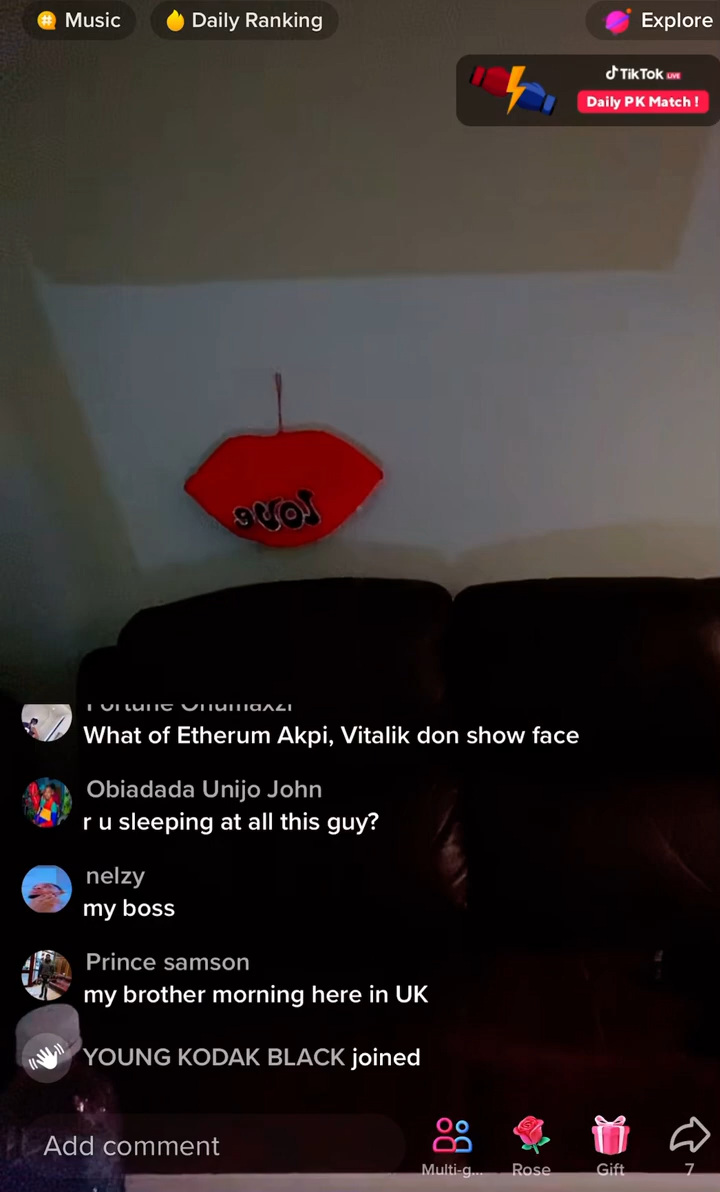 Music
Daily Ranking
Explore
TikTok LIVE
Daily PK Match !
Love
What of Etherum Akpi, Vitalik don show face
Obiadada Unijo John
r u sleeping at all this guy?
nelzy
my boss
Prince samson
my brother morning here in UK
YOUNG KODAK BLACK joined
Add comment
Multi-g...
Rose
Gift
7